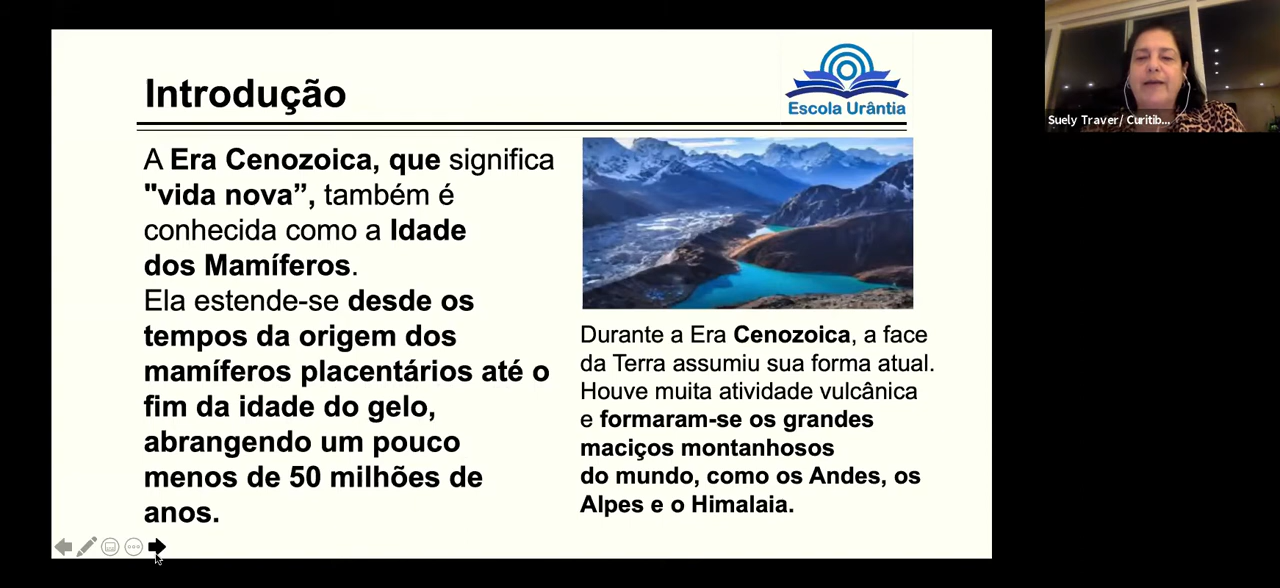 Introdução
Escola Urântia
A Era Cenozoica, que significa
"vida nova”, também é
conhecida como a Idade
dos Mamíferos.
Ela estende-se desde os
tempos da origem dos
mamíferos placentários até o
fim da idade do gelo,
abrangendo um pouco
menos de 50 milhões de
anos.
Durante a Era Cenozoica, a face
da Terra assumiu sua forma atual.
Houve muita atividade vulcânica
e formaram-se os grandes
maciços montanhosos
do mundo, como os Andes, os
Alpes e o Himalaia.
Suely Traver/ Curitib...